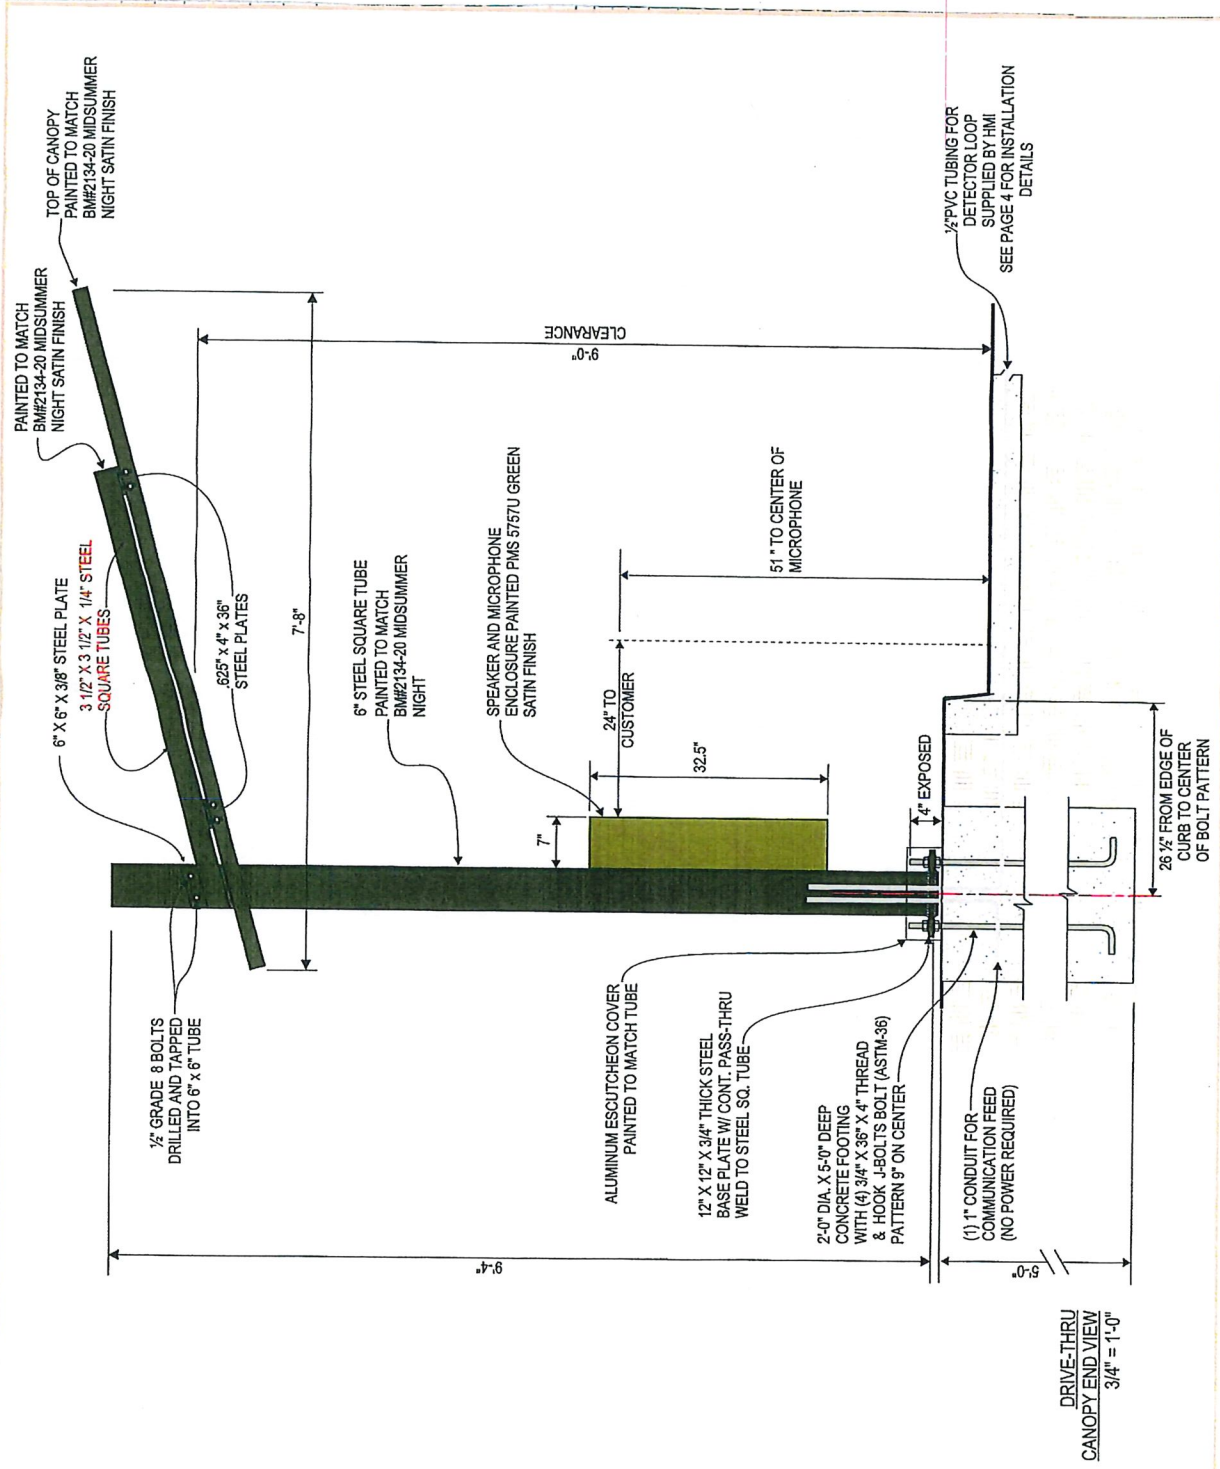 PAINTED TO MATCH
BM#2134-20 MIDSUMMER
NIGHT SATIN FINISH
TOP OF CANOPY
PAINTED TO MATCH
BM#2134-20 MIDSUMMER
NIGHT SATIN FINISH
6" X 6" X 3/8" STEEL PLATE
3 1/2" X 3 1/2" X 1/4" STEEL
SQUARE TUBES
½" GRADE 8 BOLTS
DRILLED AND TAPPED
INTO 6" x 6" TUBE
.625" x 4" x 36"
STEEL PLATES
7'-8"
9'-0"
CLEARANCE
6" STEEL SQUARE TUBE
PAINTED TO MATCH
BM#2134-20 MIDSUMMER
NIGHT
SPEAKER AND MICROPHONE
ENCLOSURE PAINTED PMS 5757U GREEN
SATIN FINISH
7"
24" TO
CUSTOMER
32.5"
51 " TO CENTER OF
MICROPHONE
½"PVC TUBING FOR
DETECTOR LOOP
SUPPLIED BY HMI
SEE PAGE 4 FOR INSTALLATION
DETAILS
9'-4"
ALUMINUM ESCUTCHEON COVER
PAINTED TO MATCH TUBE
12" X 12" X 3/4" THICK STEEL
BASE PLATE W/ CONT. PASS-THRU
WELD TO STEEL SQ. TUBE
2'-0" DIA. X 5'-0" DEEP
CONCRETE FOOTING
WITH (4) 3/4" X 36" X 4" THREAD
& HOOK J-BOLTS BOLT (ASTM-36)
PATTERN 9" ON CENTER
4" EXPOSED
(1) 1" CONDUIT FOR
COMMUNICATION FEED
(NO POWER REQUIRED)
5'-0"
26 ½" FROM EDGE OF
CURB TO CENTER
OF BOLT PATTERN
DRIVE-THRU
CANOPY END VIEW
3/4" = 1'-0"